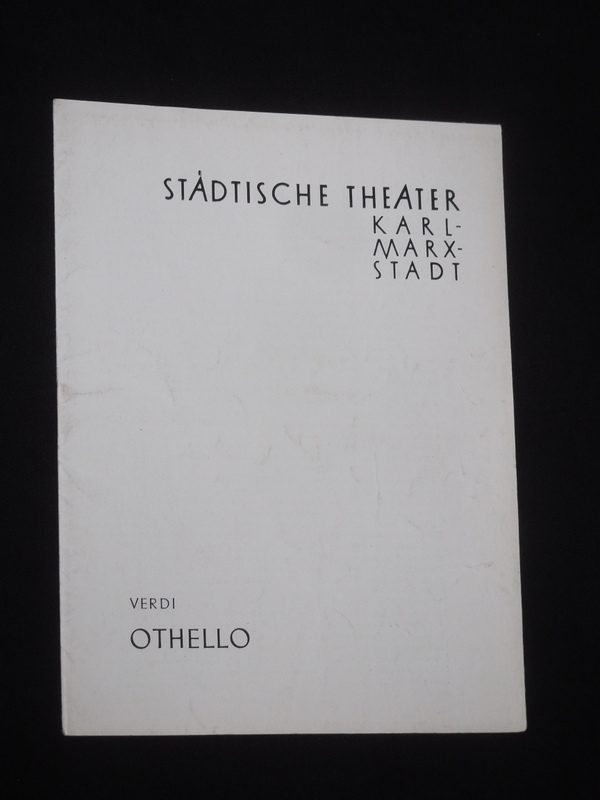 STÄDTISCHE THEATER
KARL-
MARX-
STADT
VERDI
OTHELLO